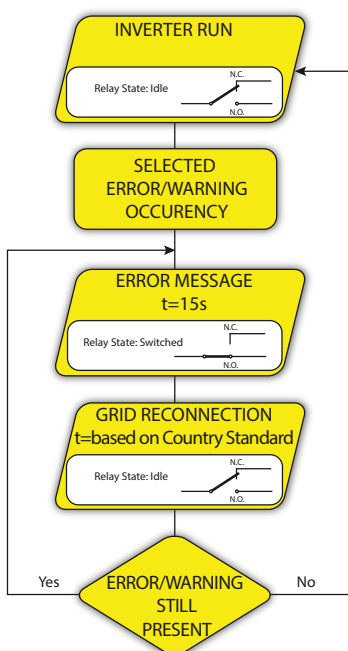 INVERTER RUN
N.C.
Relay State: Idle
N.O.
SELECTED
ERROR/WARNING
OCCURENCY
ERROR MESSAGE
t=15s
N.C.
Relay State: Switched
N.O.
GRID RECONNECTION
t=based on Country Standard
N.C.
Relay State: Idle
N.O.
Yes
ERROR/WARNING
No
STILL
PRESENT